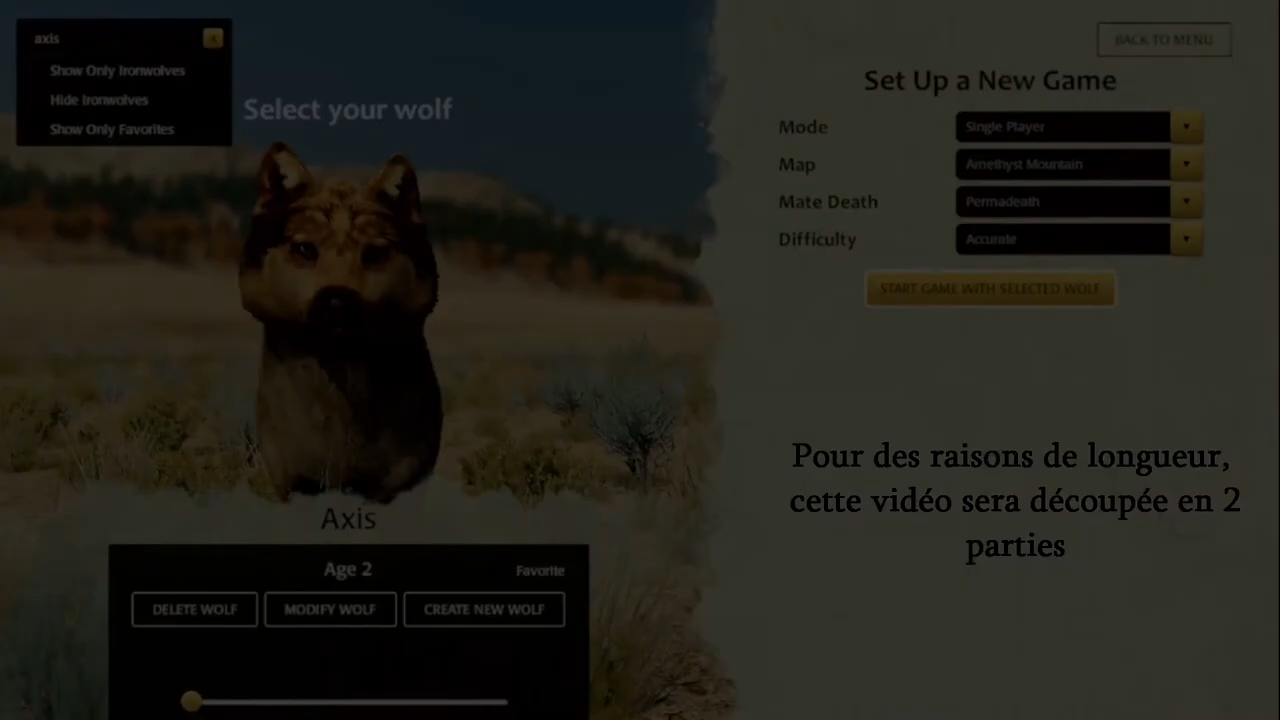 axis
Show Only Ironwolves
Hide Ironwolves
Show Only Favorites
Select your wolf
Axis
Age 2
Favorite
DELETE WOLF
MODIFY WOLF
CREATE NEW WOLF
BACK TO MENU
Set Up a New Game
Mode
Single Player
Map
Amethyst Mountain
Mate Death
Permadeath
Difficulty
Accurate
START GAME WITH SELECTED WOLF
Pour des raisons de longueur,
cette vidéo sera découpée en 2
parties